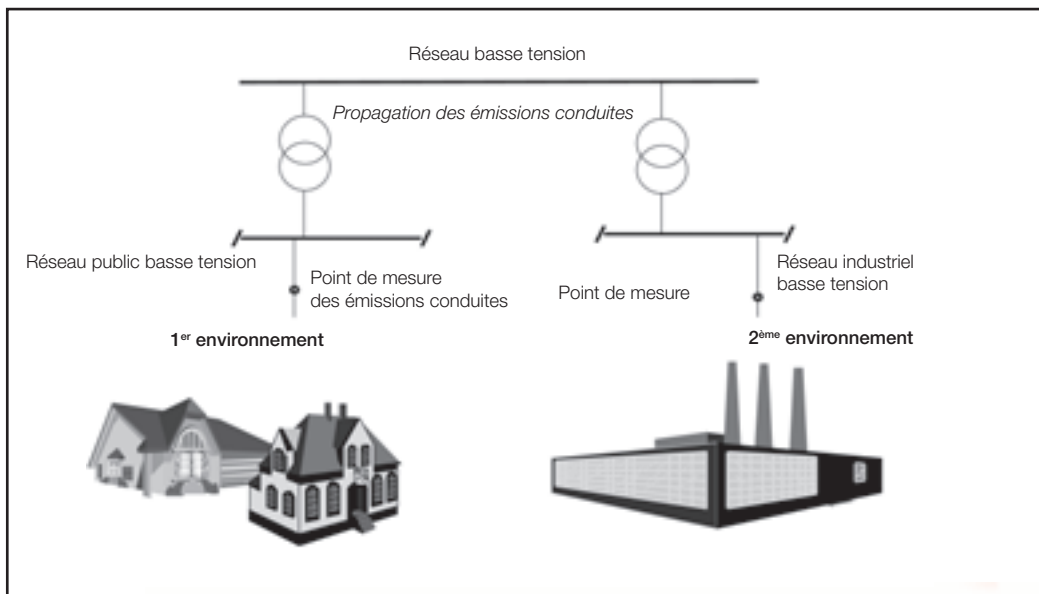 Réseau basse tension
Propagation des émissions conduites
Réseau public basse tension
Point de mesure
des émissions conduites
Point de mesure
Réseau industriel
basse tension
1er environnement
2ème environnement